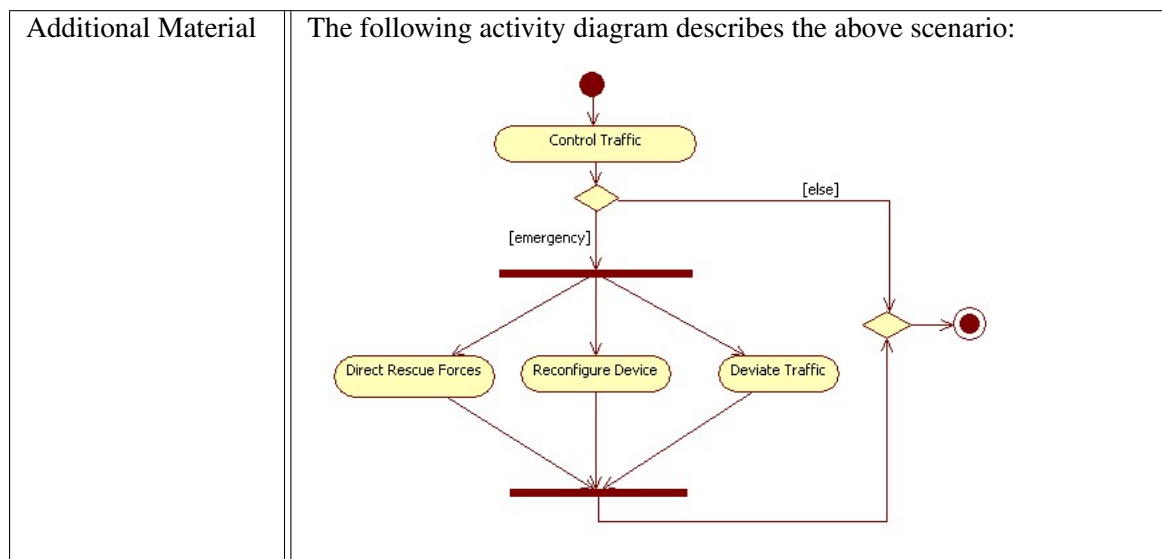 Additional Material
The following activity diagram describes the above scenario:
Control Traffic
[else]
[emergency]
Direct Rescue Forces
Reconfigure Device
Deviate Traffic